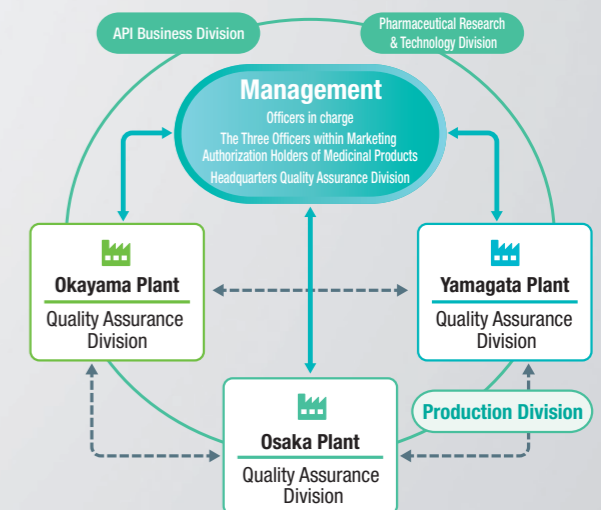 API Business Division
Pharmaceutical Research
& Technology Division
Management
Officers in charge
The Three Officers within Marketing
Authorization Holders of Medicinal Products
Headquarters Quality Assurance Division
Okayama Plant
Quality Assurance
Division
Yamagata Plant
Quality Assurance
Division
Production Division
Osaka Plant
Quality Assurance
Division